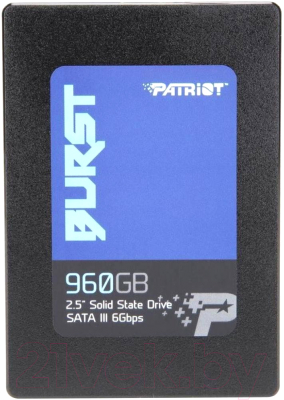 PATRIOT
BURST
960GB
2.5" Solid State Drive
SATA III 6Gbps
P